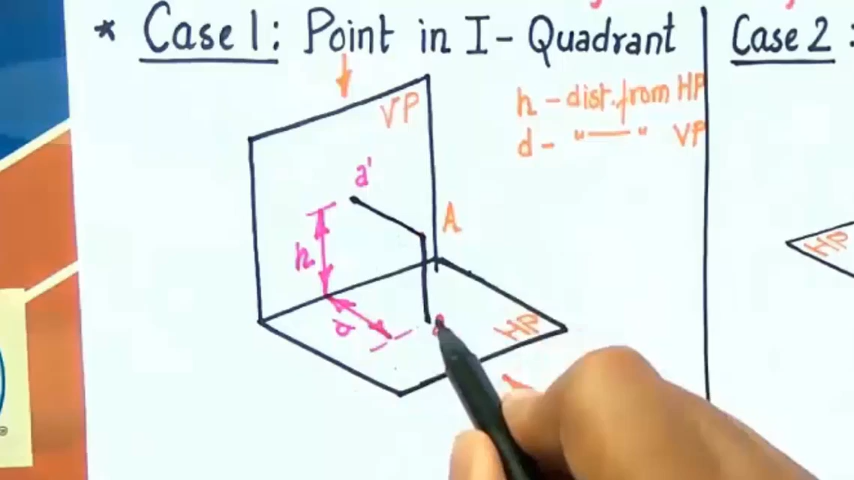 * Case 1: Point in I - Quadrant
Case 2:
VP
h - dist. from HP
d - " — " VP
a'
A
h
d
HP
HP